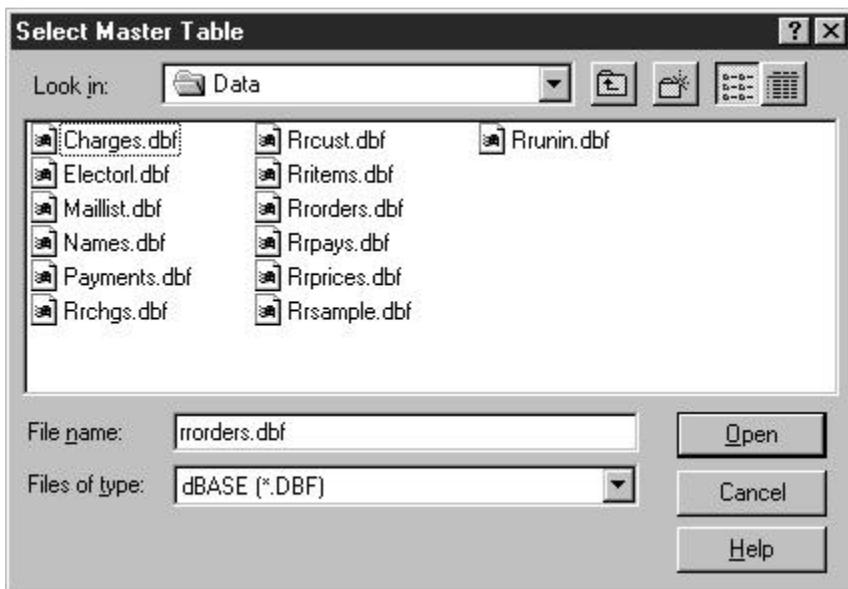 Select Master Table
Look in: Data
Charges.dbf Rrcust.dbf Rrunin.dbf
Electorl.dbf Rritems.dbf
Maillist.dbf Rrorders.dbf
Names.dbf Rrpays.dbf
Payments.dbf Rrprices.dbf
Rrchgs.dbf Rrsample.dbf
File name: rrorders.dbf Open
Files of type: dBASE (*.DBF) Cancel
Help